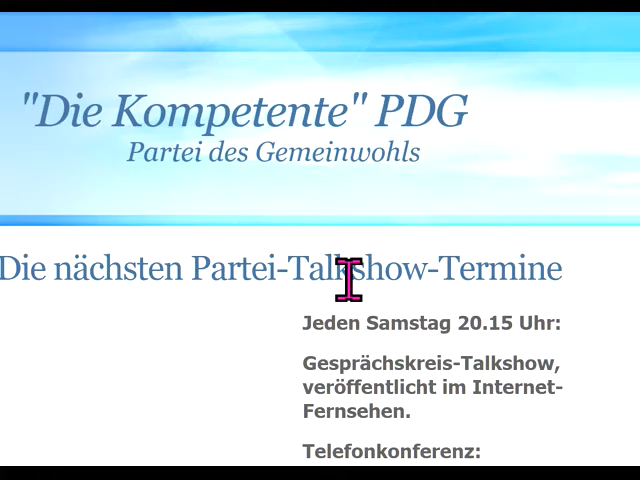 "Die Kompetente" PDG
Partei des Gemeinwohls
Die nächsten Partei-Talkshow-Termine
Jeden Samstag 20.15 Uhr:
Gesprächskreis-Talkshow,
veröffentlicht im Internet-
Fernsehen.
Telefonkonferenz: